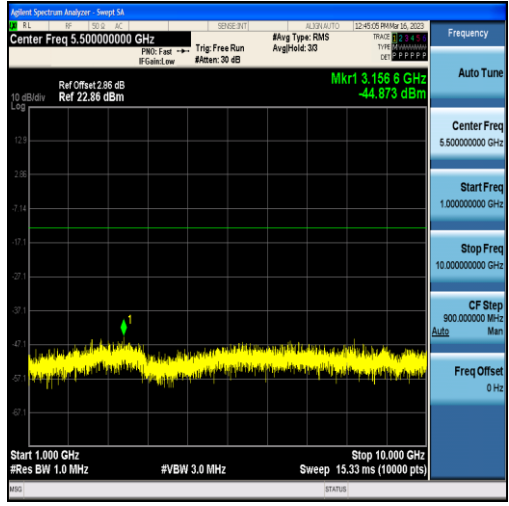 Agilent Spectrum Analyzer - Swept SA
RL RF 50 Ω AC SENSE:INT ALIGN AUTO 12:45:05 PM Mar 16, 2023
Center Freq 5.500000000 GHz #Avg Type: RMS TRACE 1 2 3 4 5 6
PNO: Fast Trig: Free Run Avg|Hold: 3/3 TYPE M
IFGain:Low #Atten: 30 dB DET P P P P P P
Frequency
Auto Tune
Mkr1 3.156 6 GHz
-44.873 dBm
Ref Offset 2.86 dB
10 dB/div Ref 22.86 dBm
Log
12.9
2.86
-7.14
-17.1
-27.1
-37.1
-47.1
-57.1
-67.1
1
Center Freq
5.500000000 GHz
Start Freq
1.000000000 GHz
Stop Freq
10.000000000 GHz
CF Step
900.000000 MHz
Auto Man
Freq Offset
0 Hz
Start 1.000 GHz Stop 10.000 GHz
#Res BW 1.0 MHz #VBW 3.0 MHz Sweep 15.33 ms (10000 pts)
MSG STATUS